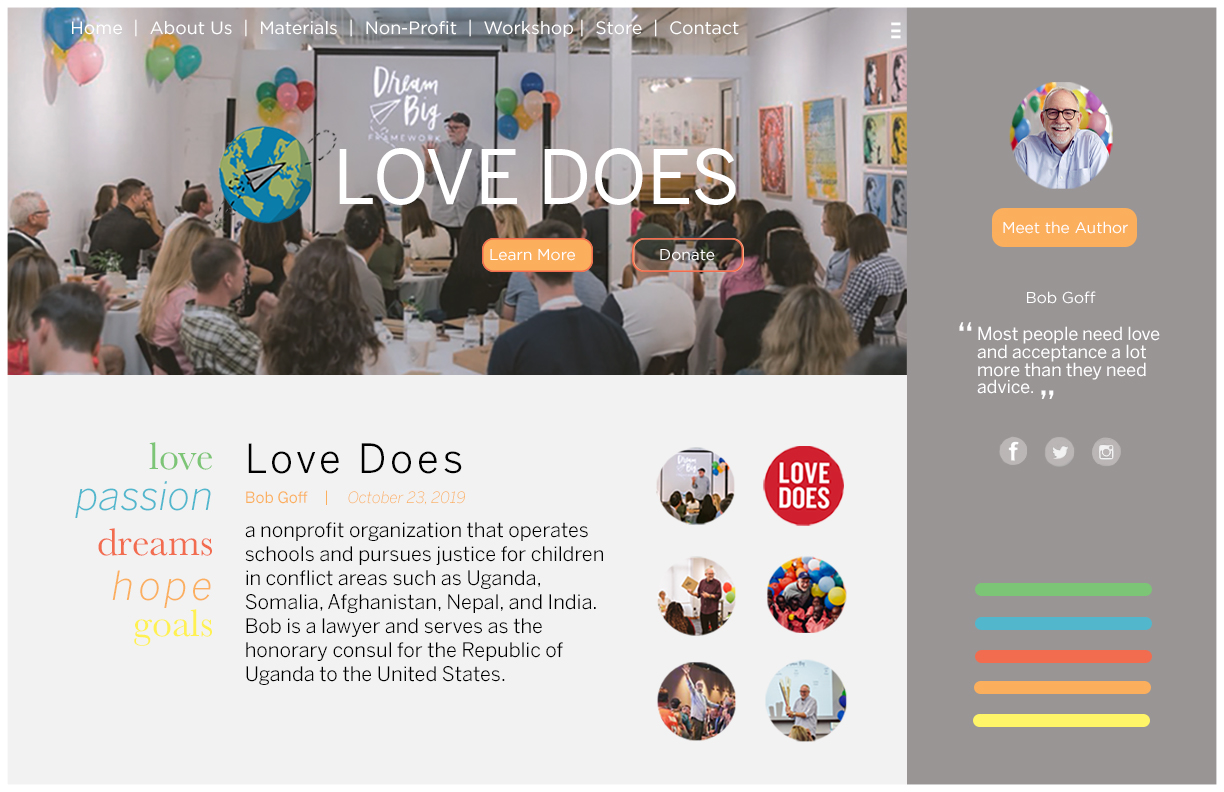 Home | About Us | Materials | Non-Profit | Workshop | Store | Contact
Dream
Big
FRAMEWORK
LOVE DOES
Learn More
Donate
Meet the Author
Bob Goff
“ Most people need love
and acceptance a lot
more than they need
advice. ”
love
passion
dreams
hope
goals
Love Does
Bob Goff | October 23, 2019
a nonprofit organization that operates
schools and pursues justice for children
in conflict areas such as Uganda,
Somalia, Afghanistan, Nepal, and India.
Bob is a lawyer and serves as the
honorary consul for the Republic of
Uganda to the United States.
Dream
Big
LOVE
DOES